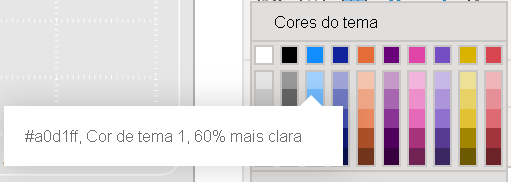 Cores do tema
#a0d1ff, Cor de tema 1, 60% mais clara